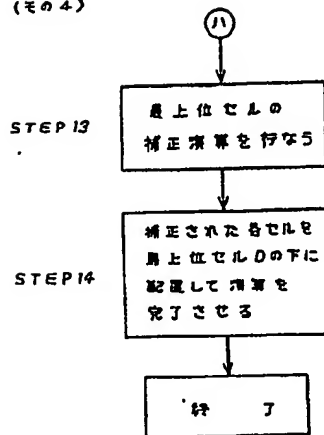 (その4)
ハ
STEP 13
最上位セルの
補正演算を行なう
STEP 14
補正された各セルを
最上位セルDの下に
配置して演算を
完了させる
終 了